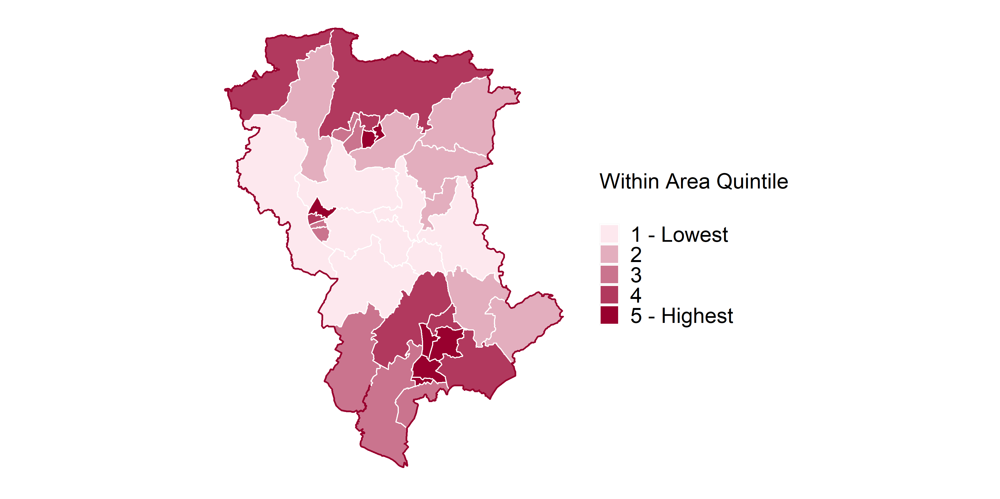 Within Area Quintile
1 - Lowest
2
3
4
5 - Highest